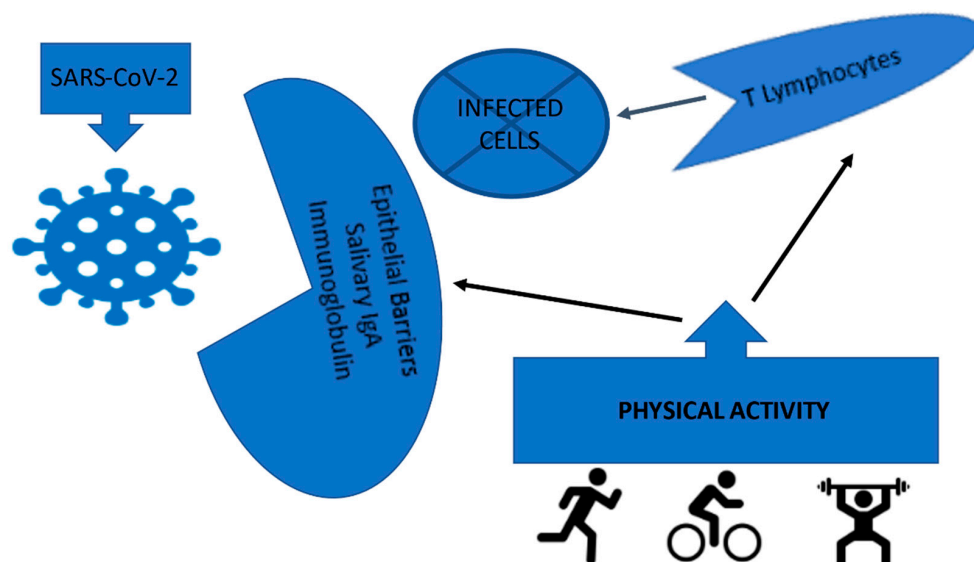 SARS-CoV-2
INFECTED
CELLS
T Lymphocytes
Epithelial Barriers
Salivary IgA
Immunoglobulin
PHYSICAL ACTIVITY